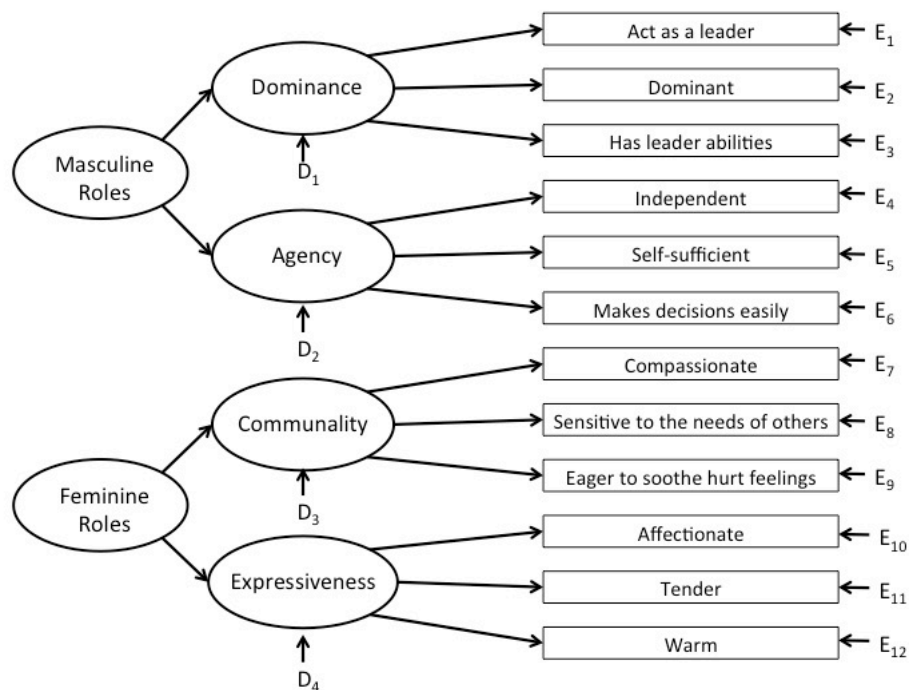 Act as a leader
E1
Dominance
Dominant
E2
Has leader abilities
E3
Masculine
Roles
D1
Independent
E4
Agency
Self-sufficient
E5
Makes decisions easily
E6
D2
Compassionate
E7
Communality
Sensitive to the needs of others
E8
Eager to soothe hurt feelings
E9
Feminine
Roles
D3
Affectionate
E10
Expressiveness
Tender
E11
Warm
E12
D4